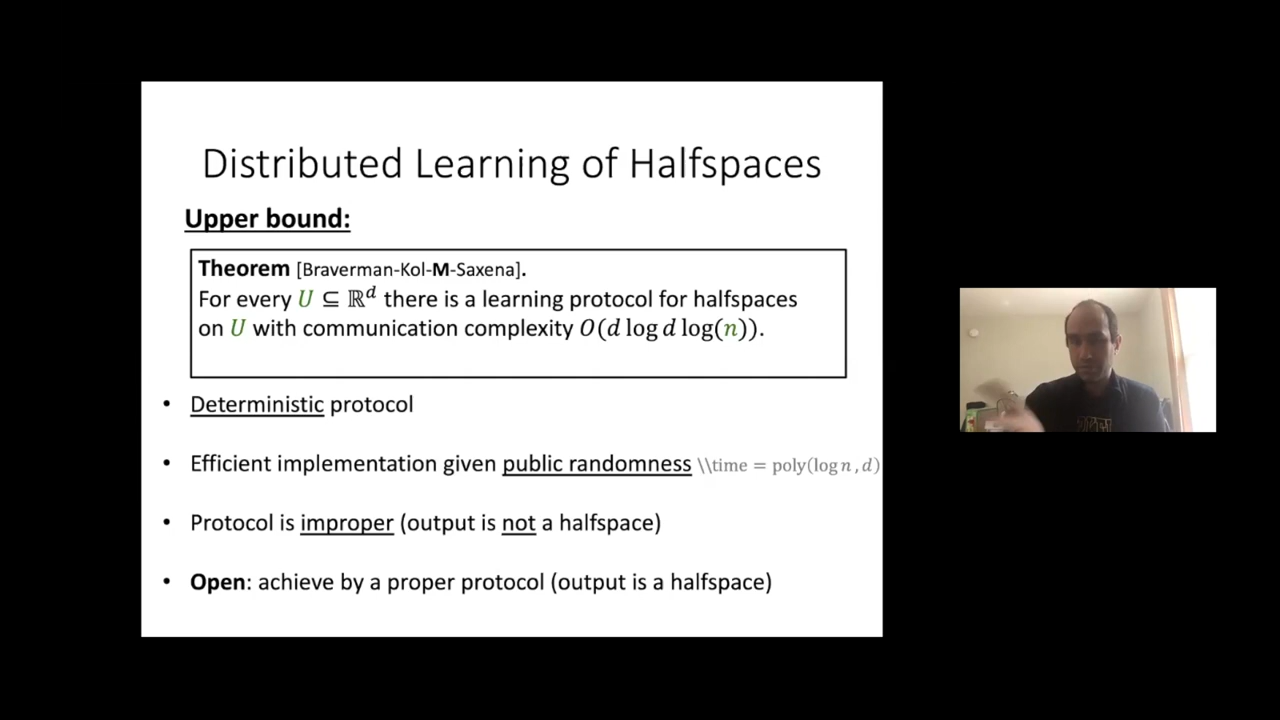 Distributed Learning of Halfspaces
Upper bound:
Theorem [Braverman-Kol-M-Saxena].
For every U ⊆ ℝ^d there is a learning protocol for halfspaces
on U with communication complexity O(d log d log(n)).
• Deterministic protocol
• Efficient implementation given public randomness \\time = poly(log n, d)
• Protocol is improper (output is not a halfspace)
• Open: achieve by a proper protocol (output is a halfspace)